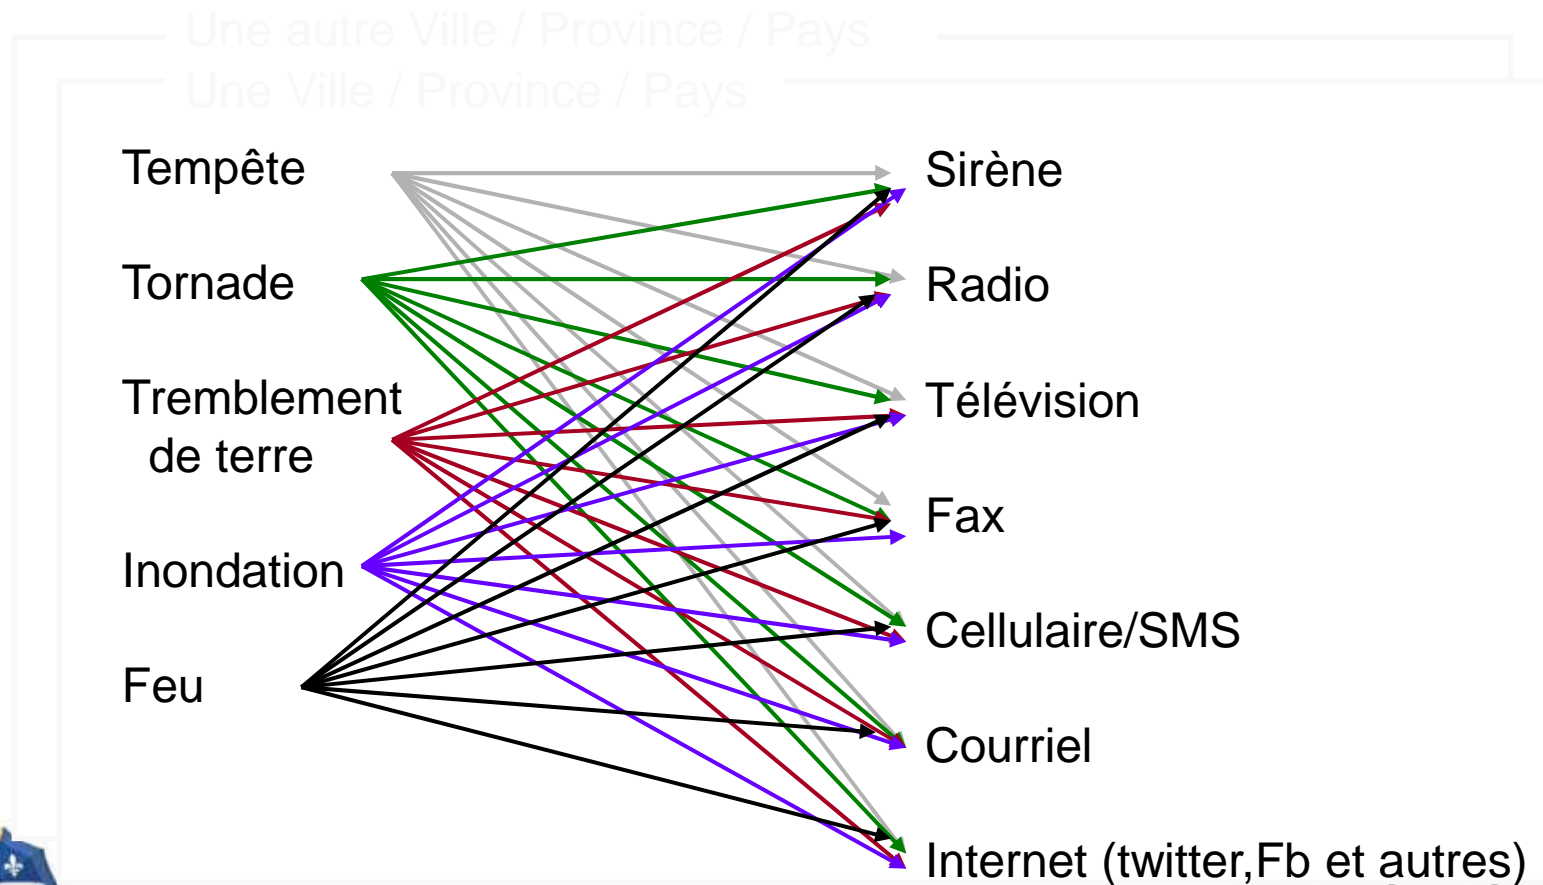 Une autre Ville / Province / Pays
Une Ville / Province / Pays
Tempête
Tornade
Tremblement
de terre
Inondation
Feu
Sirène
Radio
Télévision
Fax
Cellulaire/SMS
Courriel
Internet (twitter,Fb et autres)